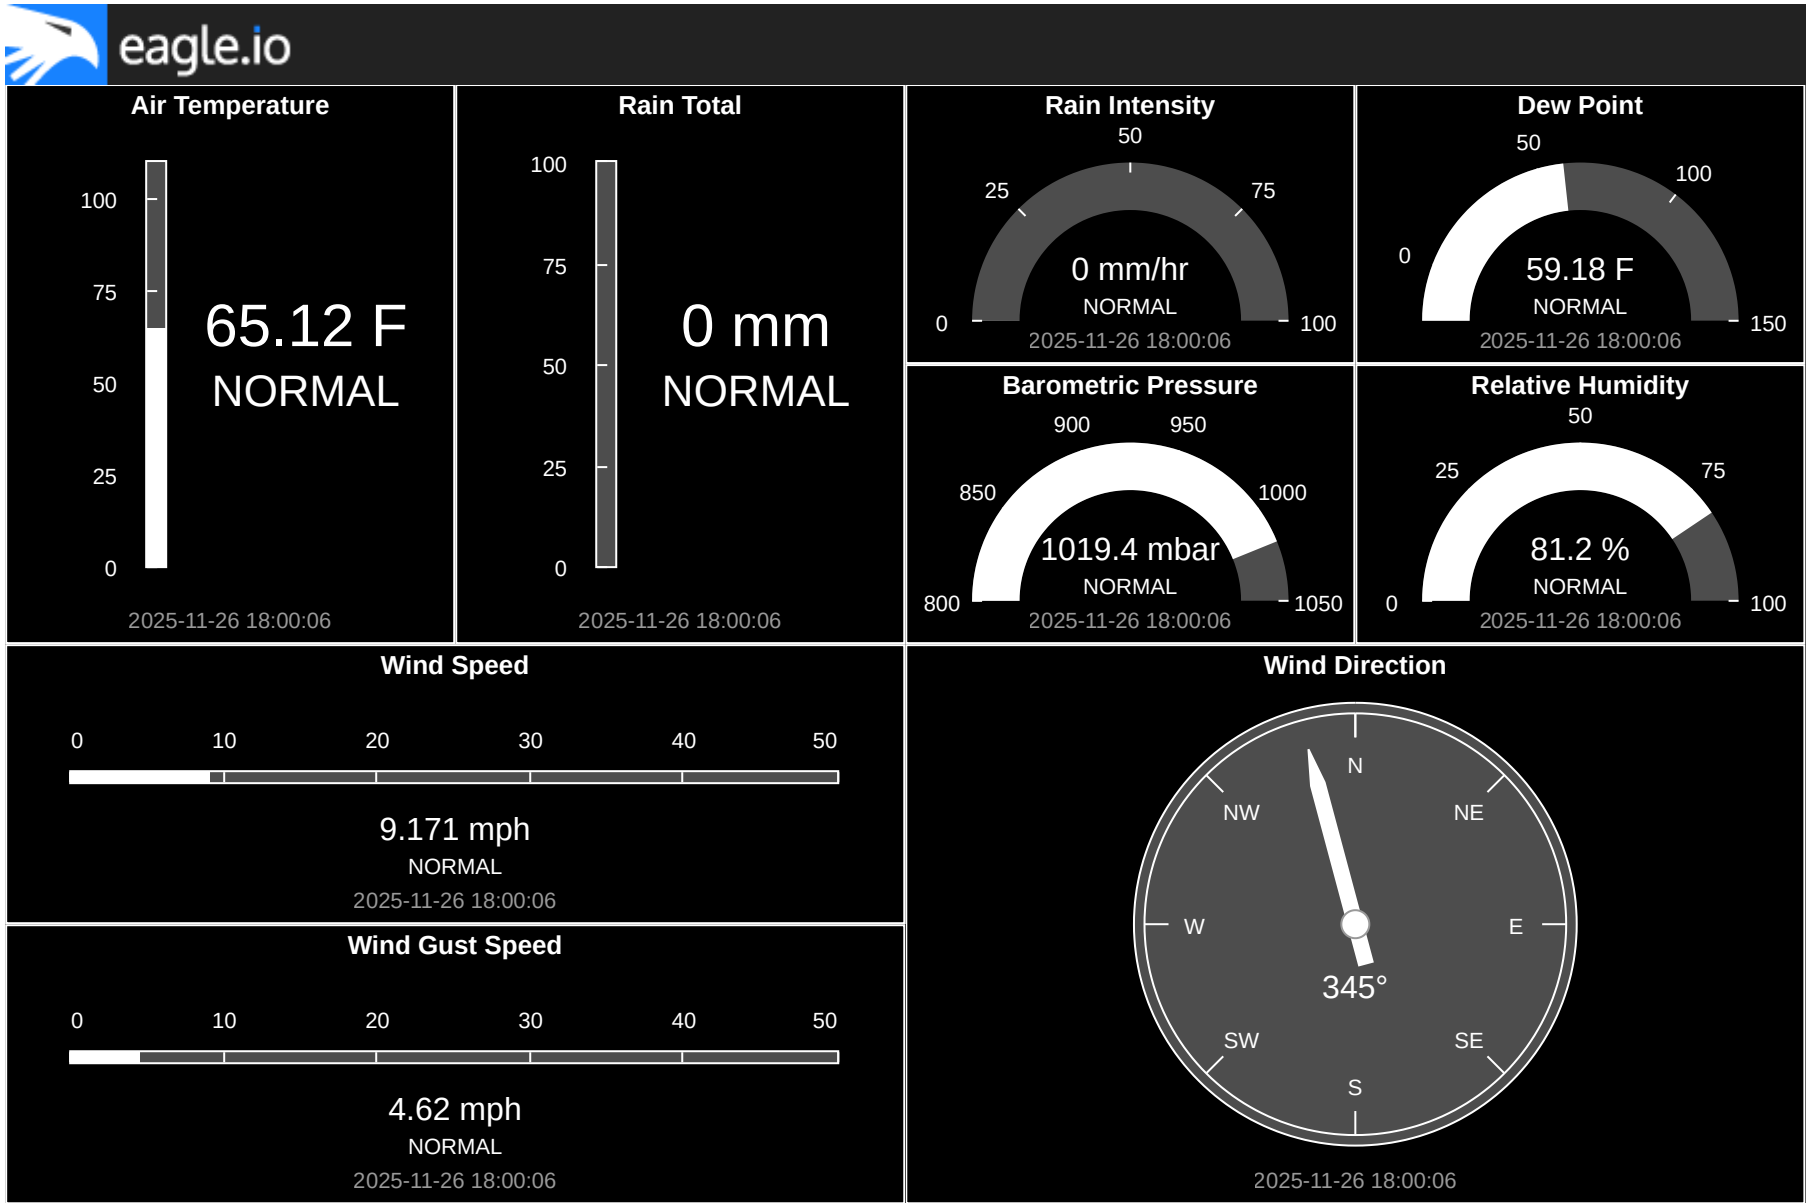 eagle.io
Air Temperature
100
75
50
25
0
65.12 F
NORMAL
2025-11-26 18:00:06
Rain Total
100
75
50
25
0
0 mm
NORMAL
2025-11-26 18:00:06
Rain Intensity
0
25
50
75
100
0 mm/hr
NORMAL
2025-11-26 18:00:06
Dew Point
0
50
100
150
59.18 F
NORMAL
2025-11-26 18:00:06
Barometric Pressure
800
850
900
950
1000
1050
1019.4 mbar
NORMAL
2025-11-26 18:00:06
Relative Humidity
0
25
50
75
100
81.2 %
NORMAL
2025-11-26 18:00:06
Wind Speed
0 10 20 30 40 50
9.171 mph
NORMAL
2025-11-26 18:00:06
Wind Gust Speed
0 10 20 30 40 50
4.62 mph
NORMAL
2025-11-26 18:00:06
Wind Direction
N
NW NE
W E
345°
SW SE
S
2025-11-26 18:00:06